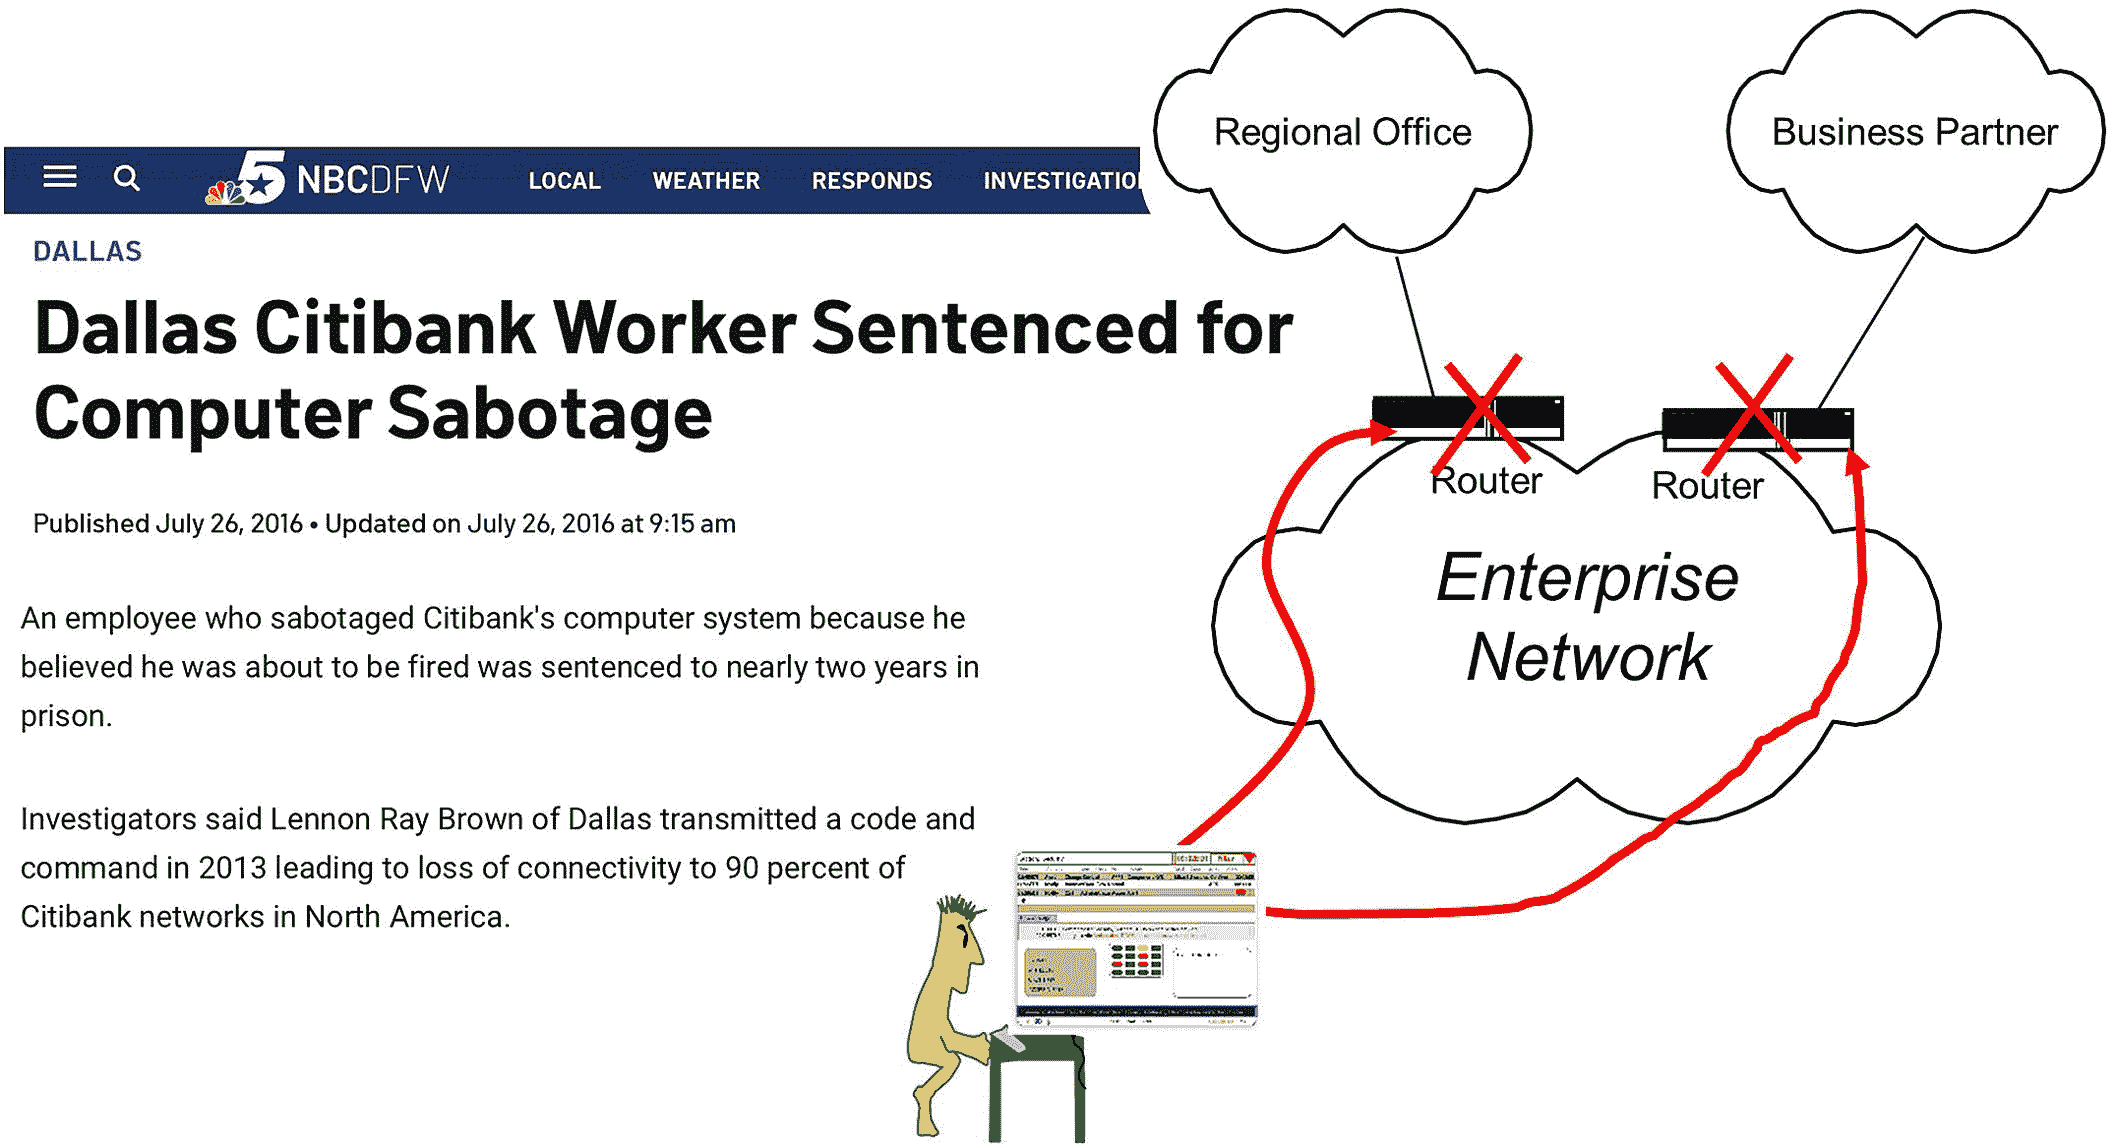 5 NBCDFW LOCAL WEATHER RESPONDS
DALLAS
Dallas Citibank Worker Sentenced for
Computer Sabotage
Published July 26, 2016 • Updated on July 26, 2016 at 9:15 am
An employee who sabotaged Citibank's computer system because he
believed he was about to be fired was sentenced to nearly two years in
prison.
Investigators said Lennon Ray Brown of Dallas transmitted a code and
command in 2013 leading to loss of connectivity to 90 percent of
Citibank networks in North America.
Regional Office
Business Partner
Router
Router
Enterprise
Network